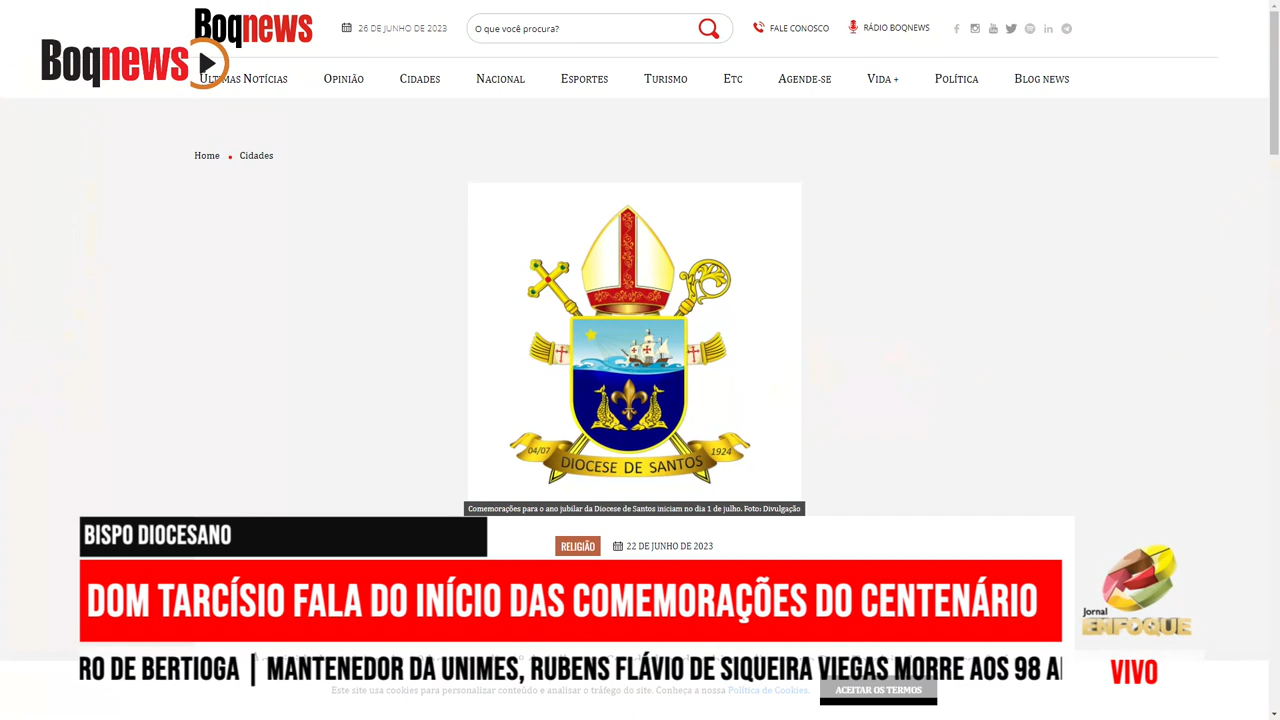 Boqnews
26 DE JUNHO DE 2023
O que você procura?
FALE CONOSCO
RÁDIO BOQNEWS
Boqnews
ÚLTIMAS NOTÍCIAS
OPINIÃO
CIDADES
NACIONAL
ESPORTES
TURISMO
ETC
AGENDE-SE
VIDA +
POLÍTICA
BLOG NEWS
Home • Cidades
04/07
DIOCESE DE SANTOS
1924
Comemorações para o ano jubilar da Diocese de Santos iniciam no dia 1 de julho. Foto: Divulgação
BISPO DIOCESANO
RELIGIÃO
22 DE JUNHO DE 2023
DOM TARCÍSIO FALA DO INÍCIO DAS COMEMORAÇÕES DO CENTENÁRIO
Jornal
ENFOQUE
RO DE BERTIOGA | MANTENEDOR DA UNIMES, RUBENS FLÁVIO DE SIQUEIRA VIEGAS MORRE AOS 98 A
VIVO
Este site usa cookies para personalizar conteúdo e analisar o tráfego do site. Conheça a nossa Política de Cookies.
ACEITAR OS TERMOS